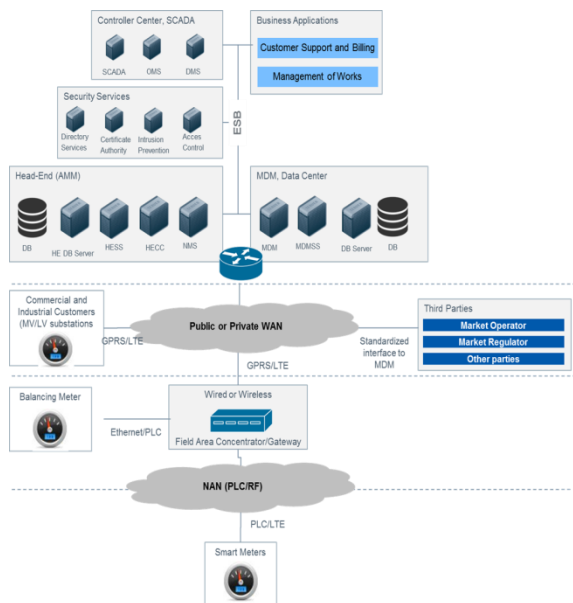 Controller Center, SCADA
SCADA
OMS
DMS
Business Applications
Customer Support and Billing
Management of Works
Security Services
Directory
Services
Certificate
Authority
Intrusion
Prevention
Acces
Control
ESB
Head-End (AMM)
DB
HE DB Server
HESS
HECC
NMS
MDM, Data Center
MDM
MDMSS
DB Server
DB
Commercial and
Industrial Customers
(MV/LV substations
GPRS/LTE
Public or Private WAN
Standardized
interface to
MDM
Third Parties
Market Operator
Market Regulator
Other parties
GPRS/LTE
Balancing Meter
Ethernet/PLC
Wired or Wireless
Field Area Concentrator/Gateway
NAN (PLC/RF)
PLC/LTE
Smart Meters